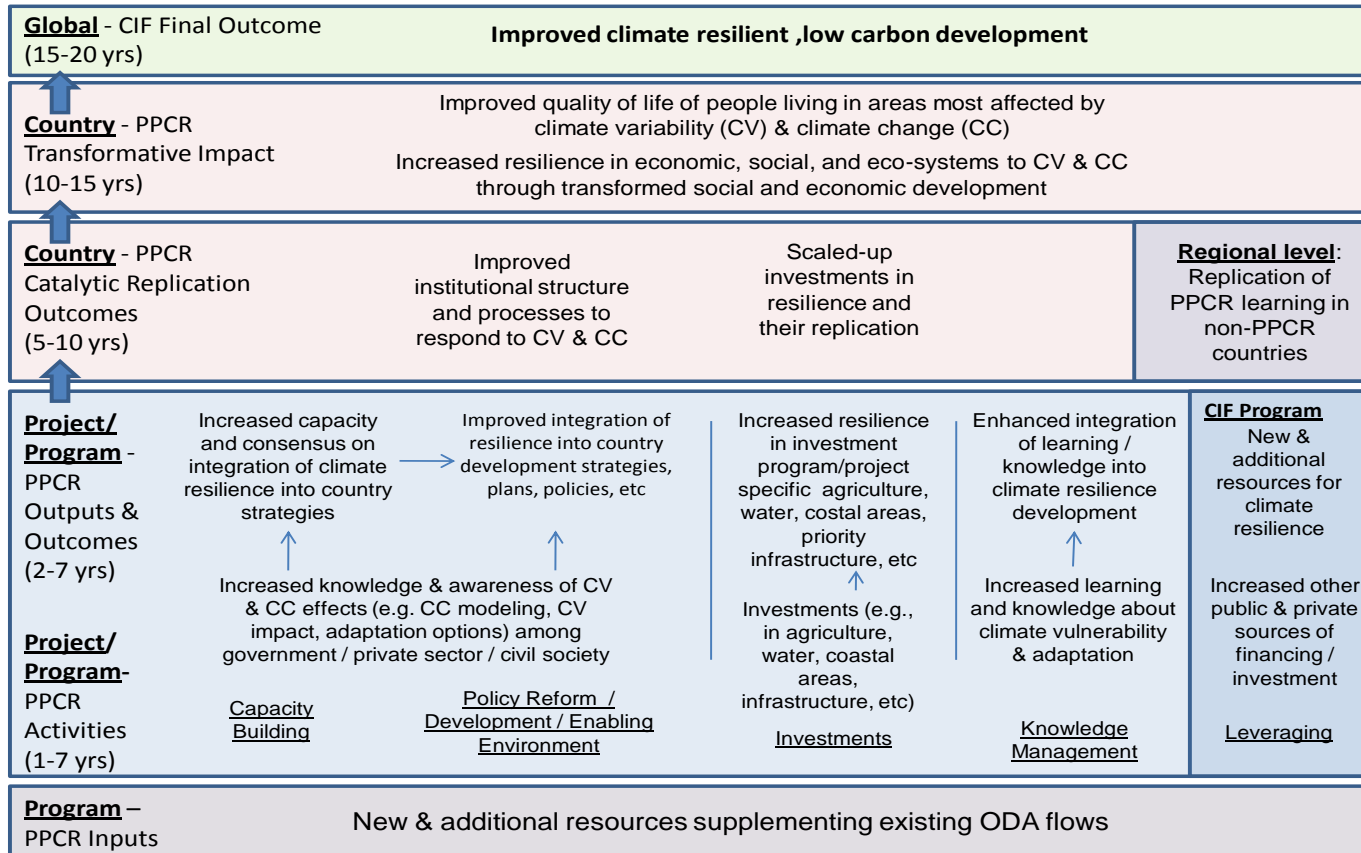 Global - CIF Final Outcome
(15-20 yrs)
Improved climate resilient ,low carbon development
Country - PPCR
Transformative Impact
(10-15 yrs)
Improved quality of life of people living in areas most affected by
climate variability (CV) & climate change (CC)
Increased resilience in economic, social, and eco-systems to CV & CC
through transformed social and economic development
Country - PPCR
Catalytic Replication
Outcomes
(5-10 yrs)
Improved
institutional structure
and processes to
respond to CV & CC
Scaled-up
investments in
resilience and
their replication
Regional level:
Replication of
PPCR learning in
non-PPCR
countries
Project/
Program -
PPCR
Outputs &
Outcomes
(2-7 yrs)
Increased capacity
and consensus on
integration of climate
resilience into country
strategies
Improved integration of
resilience into country
development strategies,
plans, policies, etc
Increased resilience
in investment
program/project
specific agriculture,
water, costal areas,
priority
infrastructure, etc
Enhanced integration
of learning /
knowledge into
climate resilience
development
CIF Program
New &
additional
resources for
climate
resilience
Project/
Program-
PPCR
Activities
(1-7 yrs)
Increased knowledge & awareness of CV
& CC effects (e.g. CC modeling, CV
impact, adaptation options) among
government / private sector / civil society
Investments (e.g.,
in agriculture,
water, coastal
areas,
infrastructure, etc)
Increased learning
and knowledge about
climate vulnerability
& adaptation
Increased other
public & private
sources of
financing /
investment
Capacity
Building
Policy Reform /
Development / Enabling
Environment
Investments
Knowledge
Management
Leveraging
Program –
PPCR Inputs
New & additional resources supplementing existing ODA flows